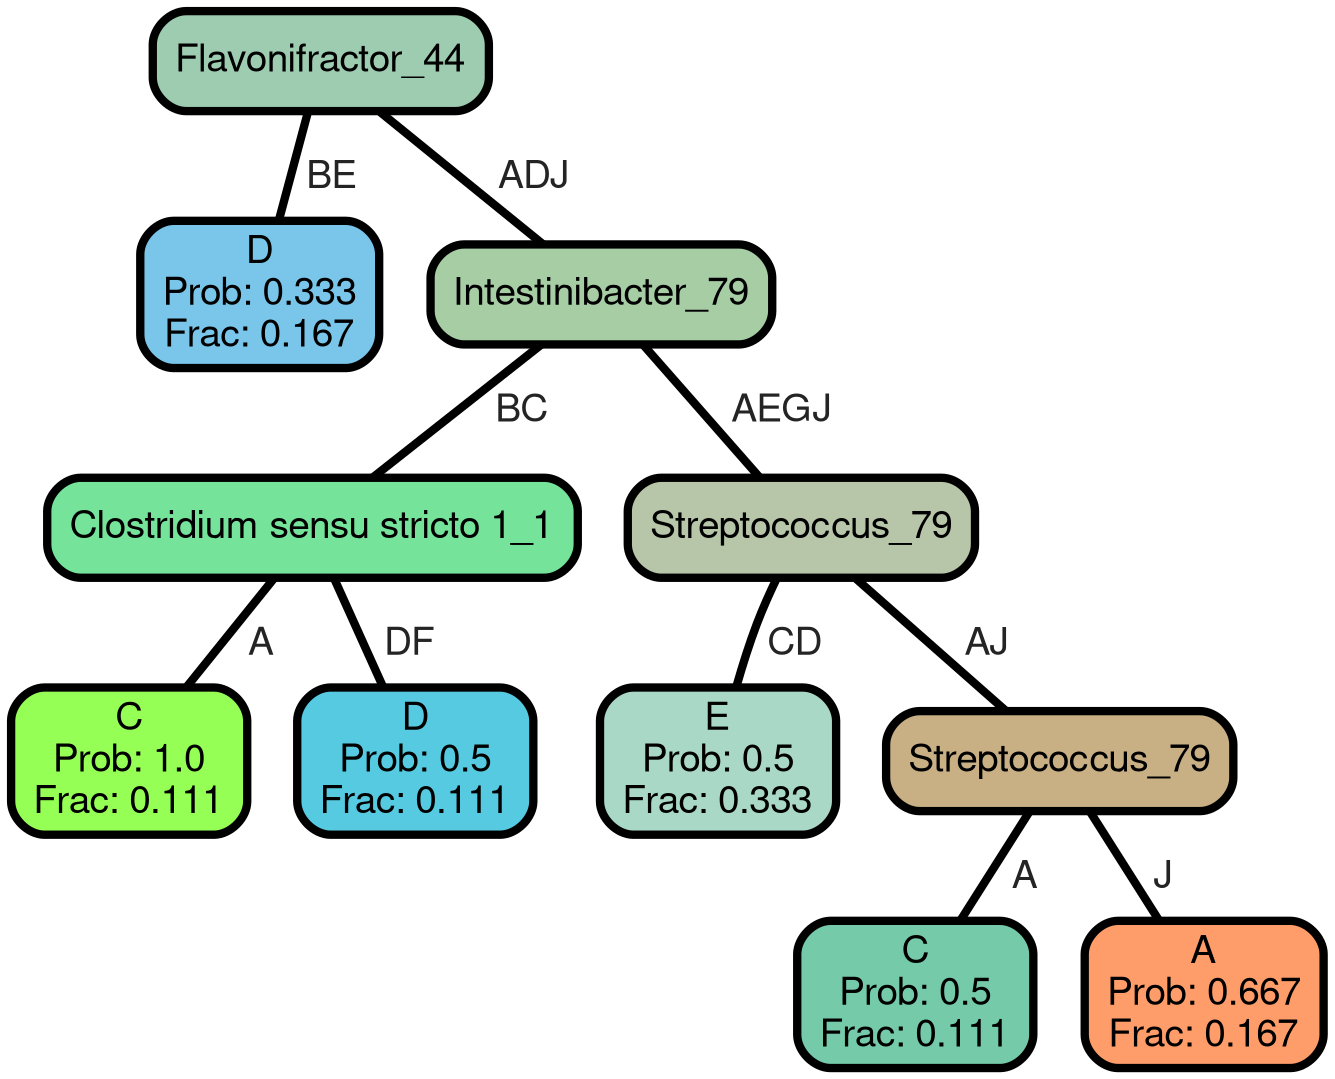 Flavonifractor_44
BE
ADJ
D
Prob: 0.333
Frac: 0.167
Intestinibacter_79
BC
AEGJ
Clostridium sensu stricto 1_1
Streptococcus_79
A
DF
CD
AJ
C
Prob: 1.0
Frac: 0.111
D
Prob: 0.5
Frac: 0.111
E
Prob: 0.5
Frac: 0.333
Streptococcus_79
A
J
C
Prob: 0.5
Frac: 0.111
A
Prob: 0.667
Frac: 0.167